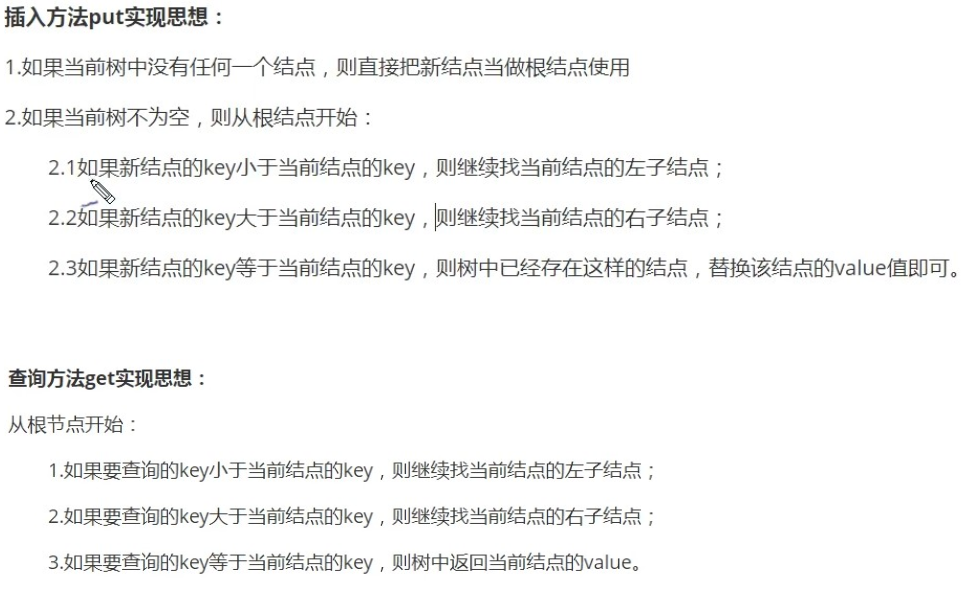 插入方法put实现思想：
1.如果当前树中没有任何一个结点，则直接把新结点当做根结点使用
2.如果当前树不为空，则从根结点开始：
2.1如果新结点的key小于当前结点的key，则继续找当前结点的左子结点；
2.2如果新结点的key大于当前结点的key，则继续找当前结点的右子结点；
2.3如果新结点的key等于当前结点的key，则树中已经存在这样的结点，替换该结点的value值即可。
查询方法get实现思想：
从根节点开始：
1.如果要查询的key小于当前结点的key，则继续找当前结点的左子结点；
2.如果要查询的key大于当前结点的key，则继续找当前结点的右子结点；
3.如果要查询的key等于当前结点的key，则树中返回当前结点的value。